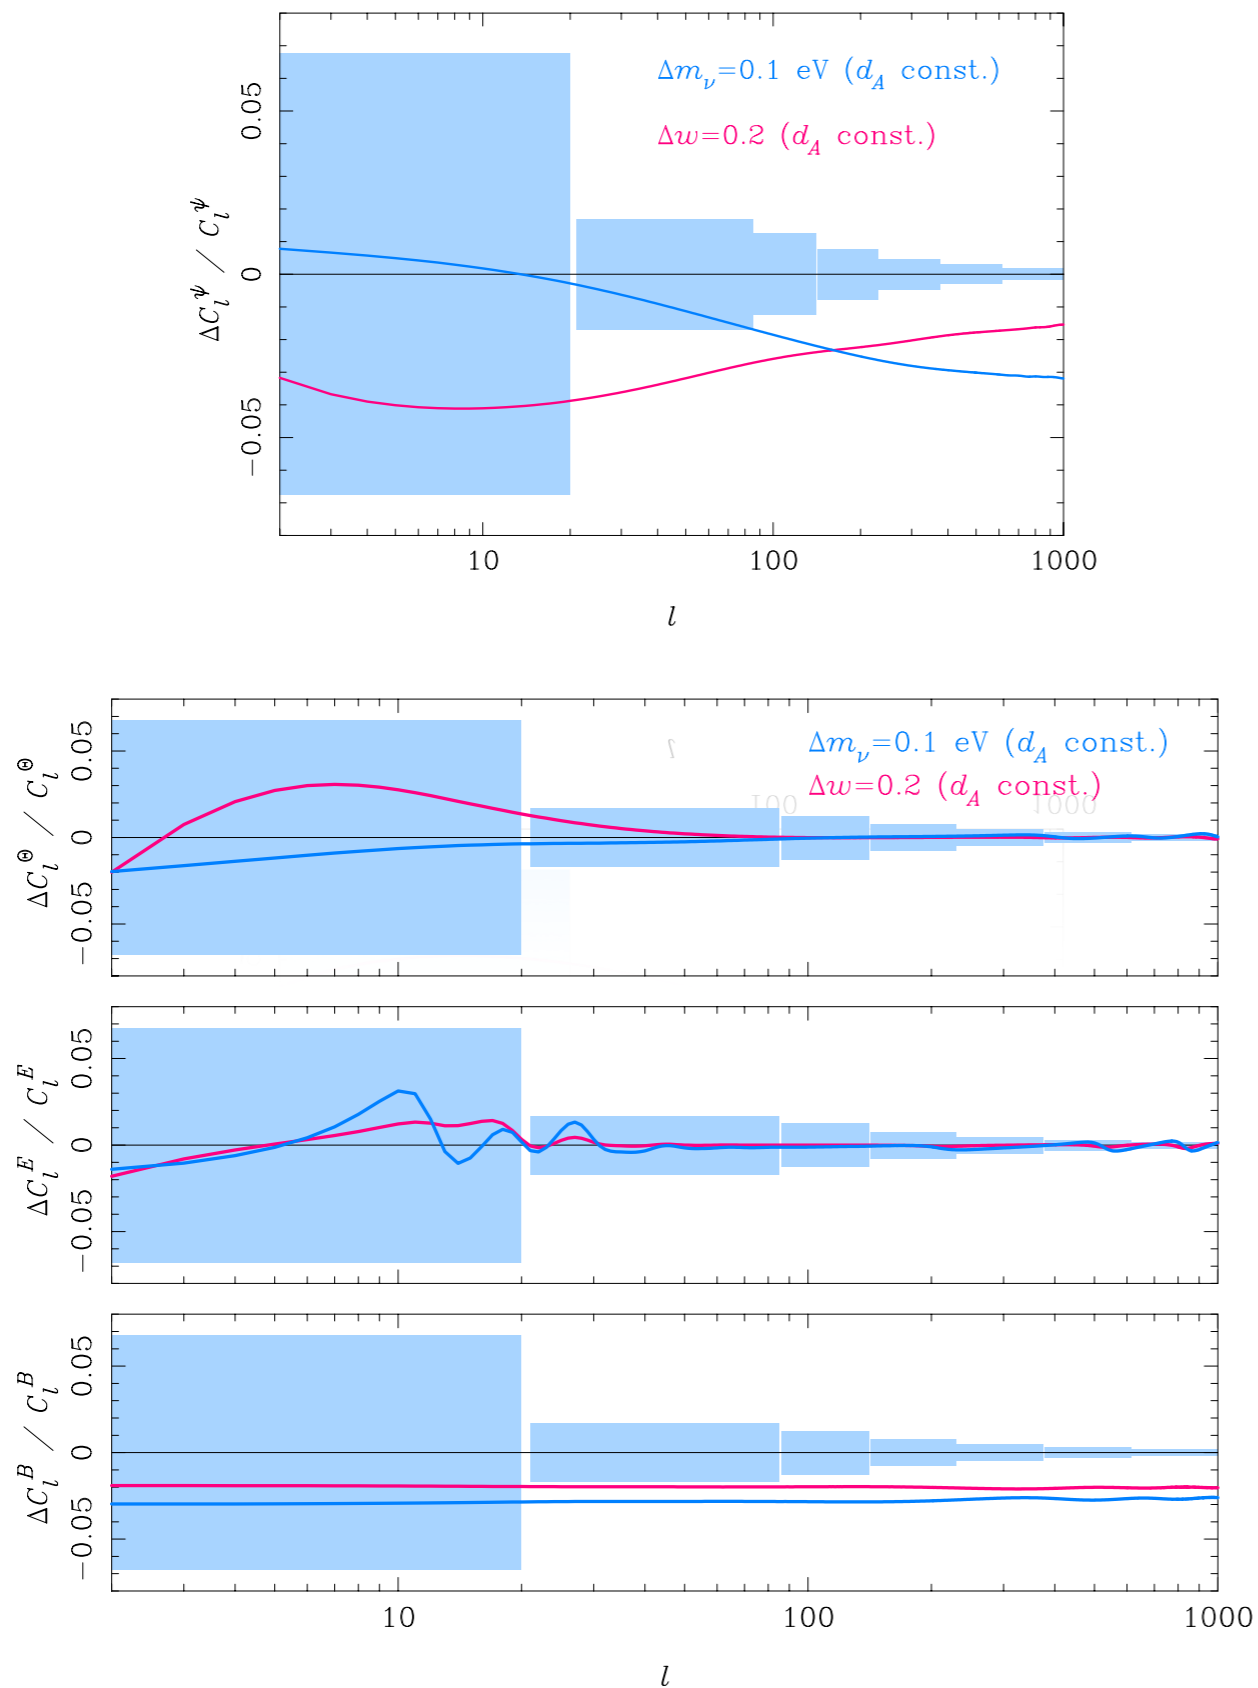 Δm_ν=0.1 eV (d_A const.)
Δw=0.2 (d_A const.)
ΔC_l^ψ / C_l^ψ
0.05
0
−0.05
10 100 1000
l
Δm_ν=0.1 eV (d_A const.)
Δw=0.2 (d_A const.)
l
100 1000
ΔC_l^Θ / C_l^Θ
0.05
0
−0.05
ΔC_l^E / C_l^E
0.05
0
−0.05
ΔC_l^B / C_l^B
0.05
0
−0.05
10 100 1000
l